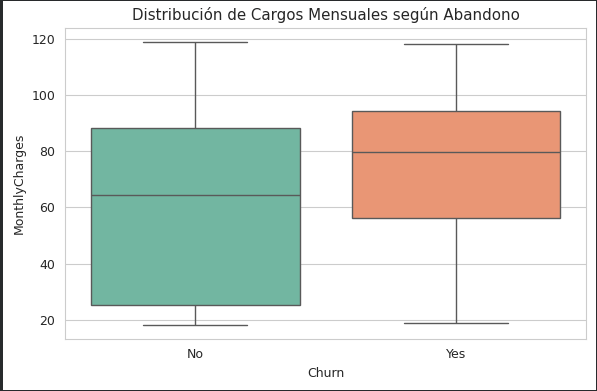 Distribución de Cargos Mensuales según Abandono
120
100
80
60
40
20
MonthlyCharges
No
Yes
Churn